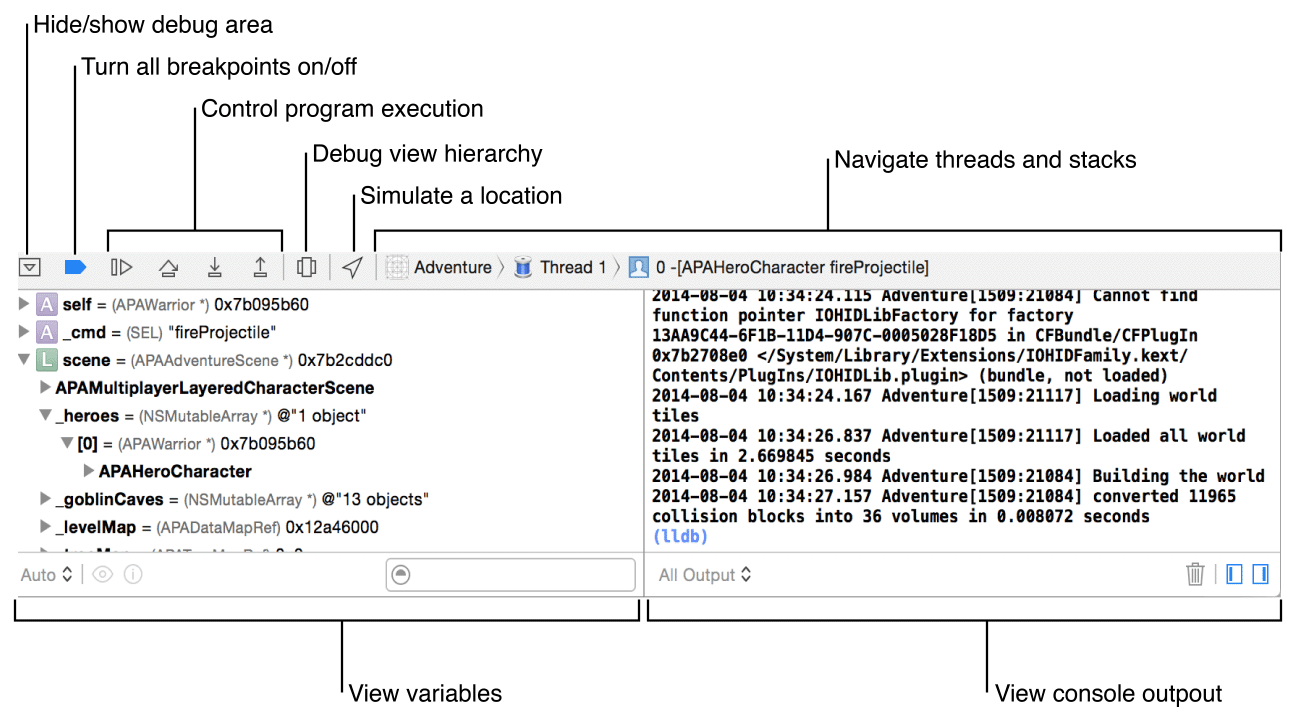 Hide/show debug area
Turn all breakpoints on/off
Control program execution
Debug view hierarchy
Simulate a location
Navigate threads and stacks
Adventure Thread 1 0 -[APAHeroCharacter fireProjectile]
A self = (APAWarrior *) 0x7b095b60
A _cmd = (SEL) "fireProjectile"
L scene = (APAAdventureScene *) 0x7b2cddc0
APAMultiplayerLayeredCharacterScene
_heroes = (NSMutableArray *) @"1 object"
[0] = (APAWarrior *) 0x7b095b60
APAHeroCharacter
_goblinCaves = (NSMutableArray *) @"13 objects"
_levelMap = (APADataMapRef) 0x12a46000
Auto
2014-08-04 10:34:24.115 Adventure[1509:21084] Cannot find
function pointer IOHIDLibFactory for factory
13AA9C44-6F1B-11D4-907C-0005028F18D5 in CFBundle/CFPlugIn
0x7b2708e0 </System/Library/Extensions/IOHIDFamily.kext/
Contents/PlugIns/IOHIDLib.plugin> (bundle, not loaded)
2014-08-04 10:34:24.167 Adventure[1509:21117] Loading world
tiles
2014-08-04 10:34:26.837 Adventure[1509:21117] Loaded all world
tiles in 2.669845 seconds
2014-08-04 10:34:26.984 Adventure[1509:21084] Building the world
2014-08-04 10:34:27.157 Adventure[1509:21084] converted 11965
collision blocks into 36 volumes in 0.008072 seconds
(lldb)
All Output
View variables
View console outpout